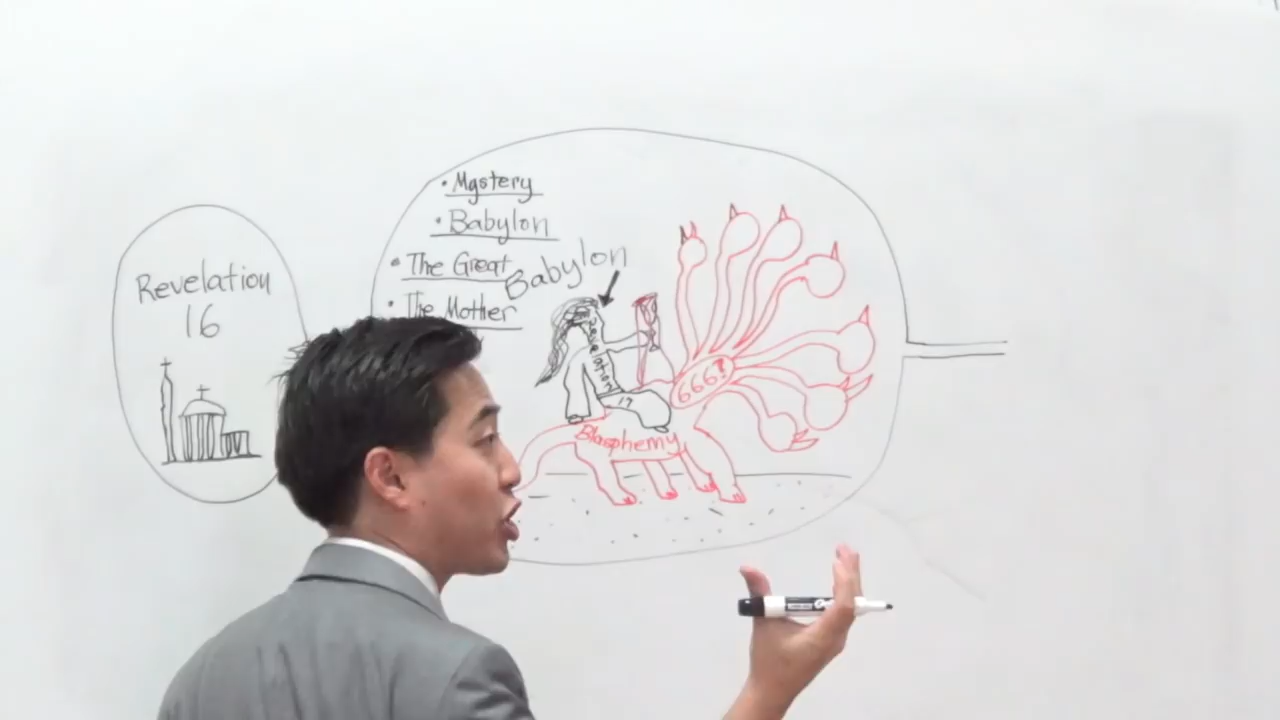 Revelation
16
• Mystery
• Babylon
• The Great
• The Mother
Babylon
Revelation
17
666?
Blasphemy